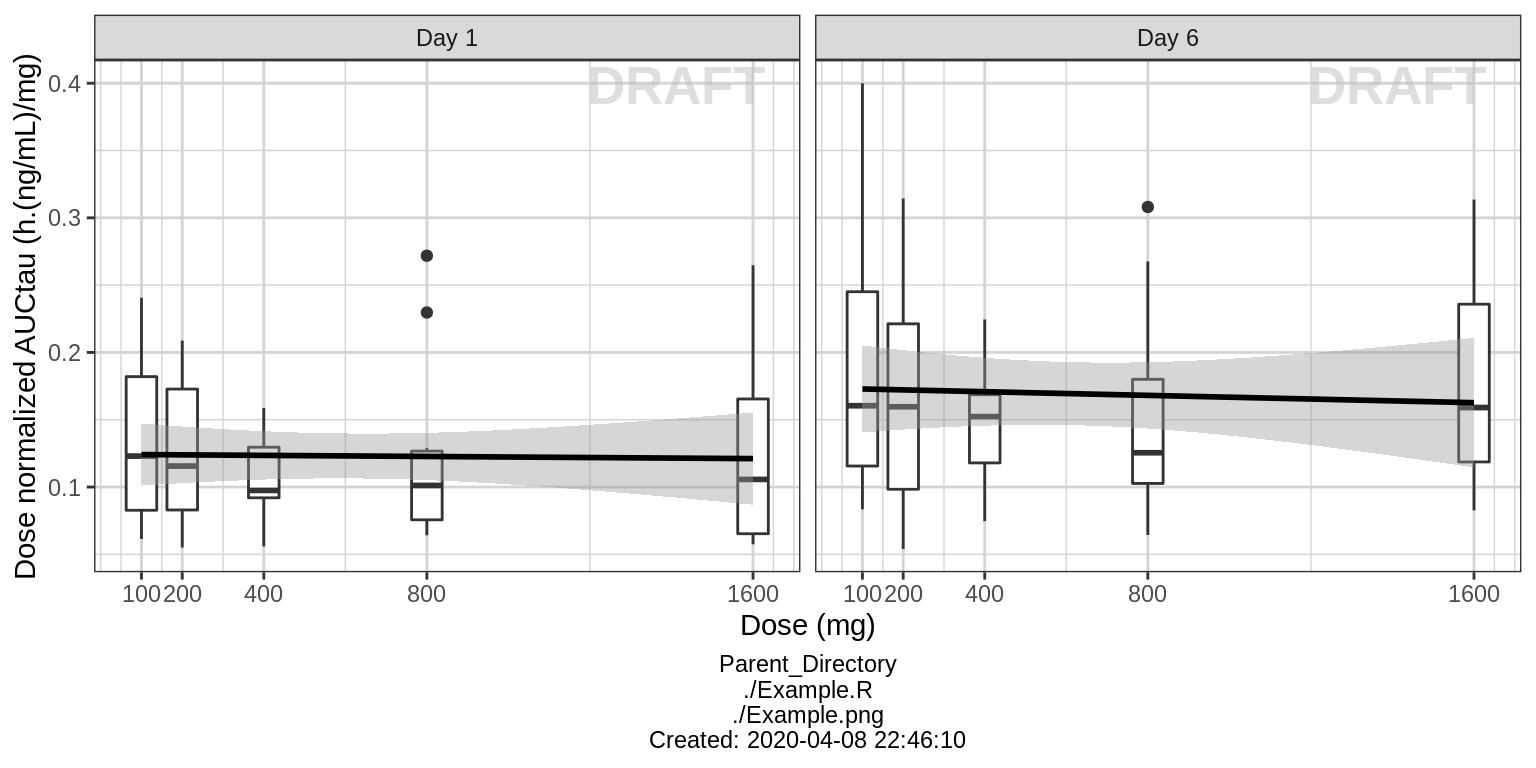 Day 1
Day 6
DRAFT
DRAFT
Dose normalized AUCtau (h.(ng/mL)/mg)
0.4
0.3
0.2
0.1
100 200 400 800 1600
100 200 400 800 1600
Dose (mg)
Parent_Directory
./Example.R
./Example.png
Created: 2020-04-08 22:46:10